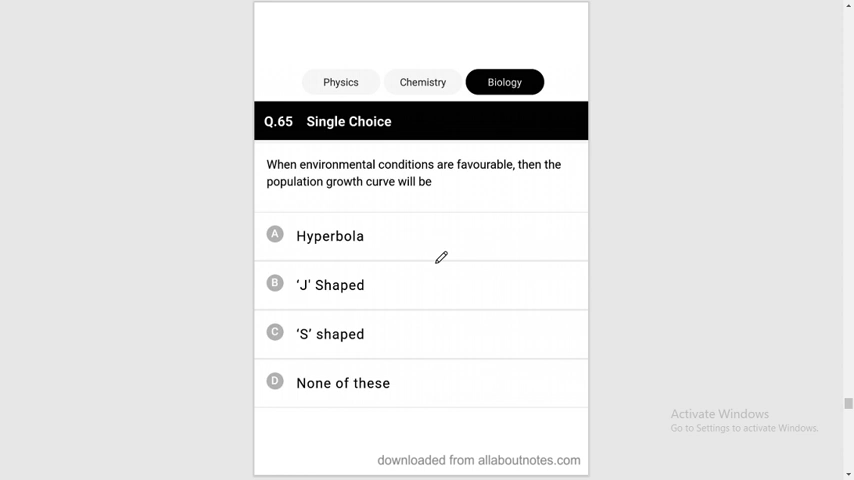 Physics Chemistry Biology
Q.65 Single Choice
When environmental conditions are favourable, then the
population growth curve will be
A Hyperbola
B ‘J’ Shaped
C ‘S’ shaped
D None of these
Activate Windows
Go to Settings to activate Windows.
downloaded from allaboutnotes.com